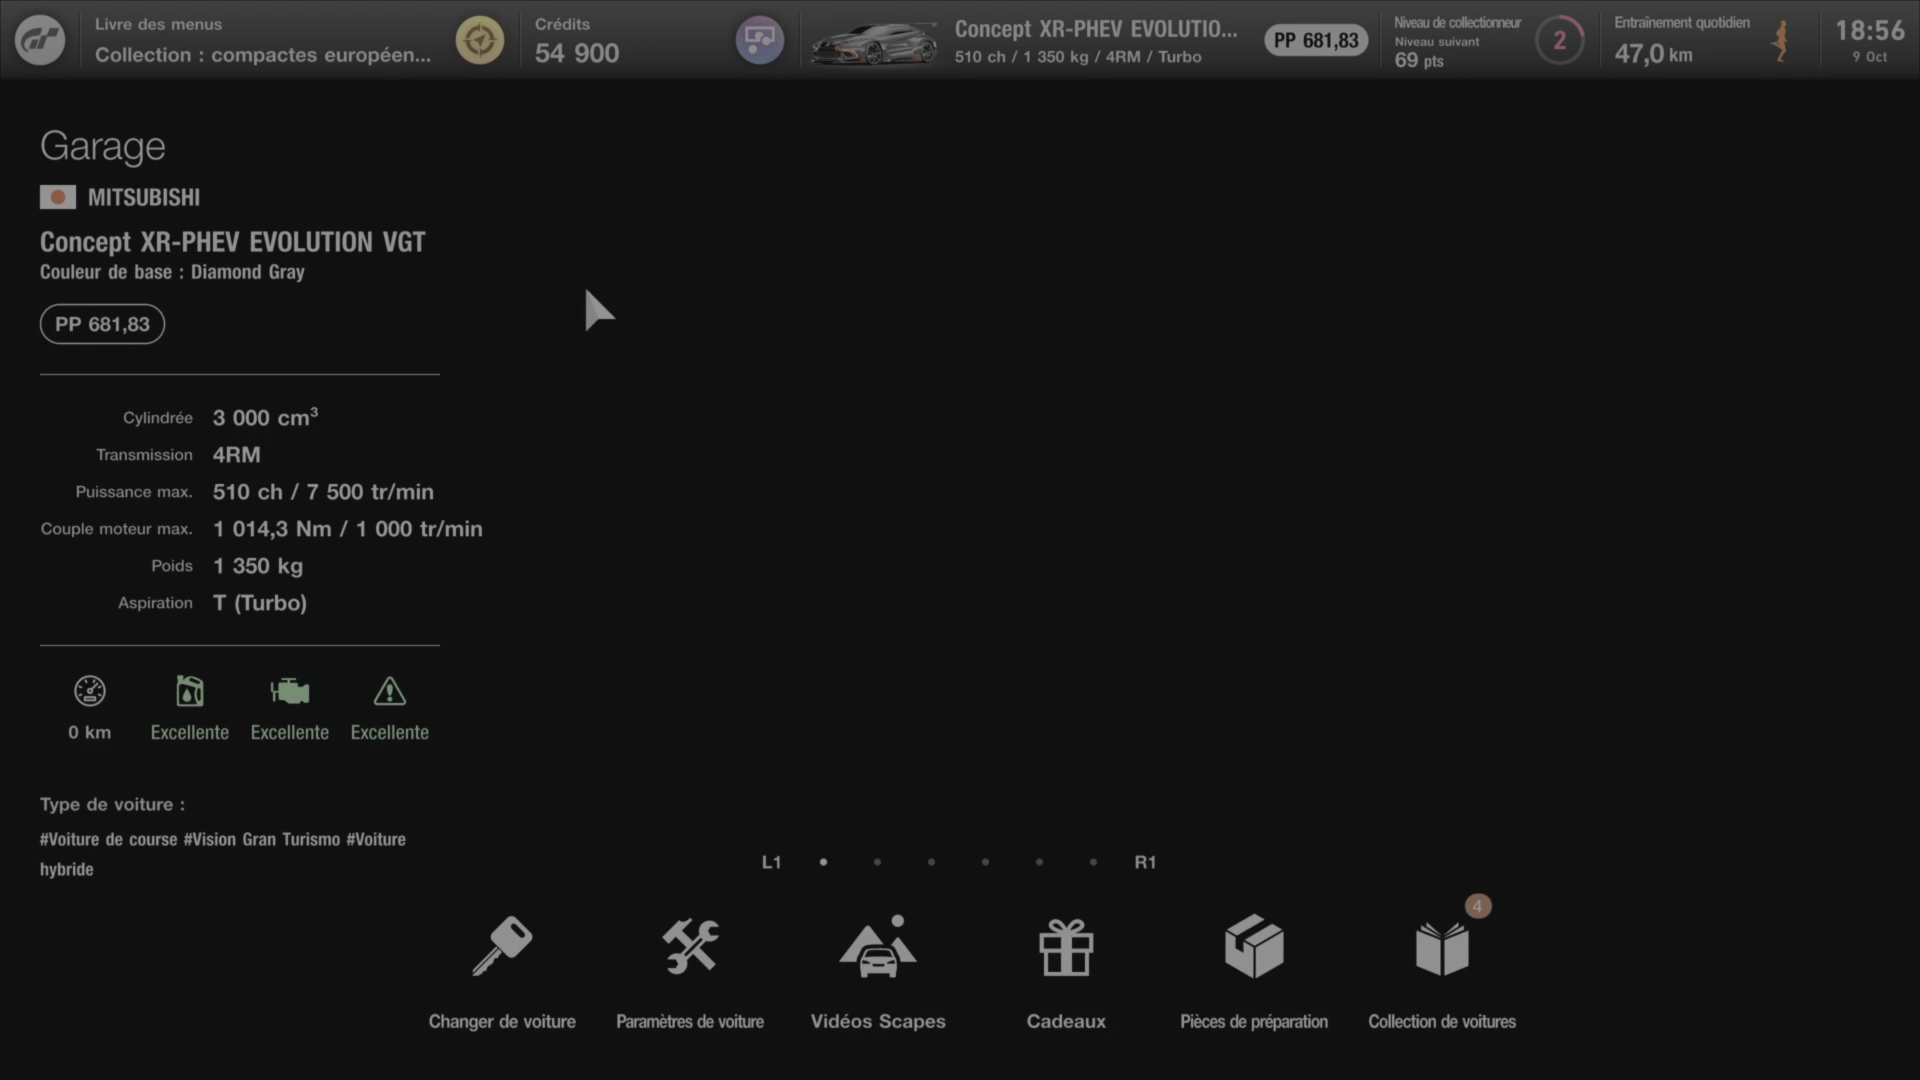 Livre des menus
Collection : compactes européen...
Crédits
54 900
Concept XR-PHEV EVOLUTIO...
510 ch / 1 350 kg / 4RM / Turbo
PP 681,83
Niveau de collectionneur
Niveau suivant
69 pts
2
Entraînement quotidien
47,0 km
18:56
9 Oct
Garage
MITSUBISHI
Concept XR-PHEV EVOLUTION VGT
Couleur de base : Diamond Gray
PP 681,83
Cylindrée 3 000 cm³
Transmission 4RM
Puissance max. 510 ch / 7 500 tr/min
Couple moteur max. 1 014,3 Nm / 1 000 tr/min
Poids 1 350 kg
Aspiration T (Turbo)
0 km Excellente Excellente Excellente
Type de voiture :
#Voiture de course #Vision Gran Turismo #Voiture
hybride
L1 R1
4
Changer de voiture Paramètres de voiture Vidéos Scapes Cadeaux Pièces de préparation Collection de voitures